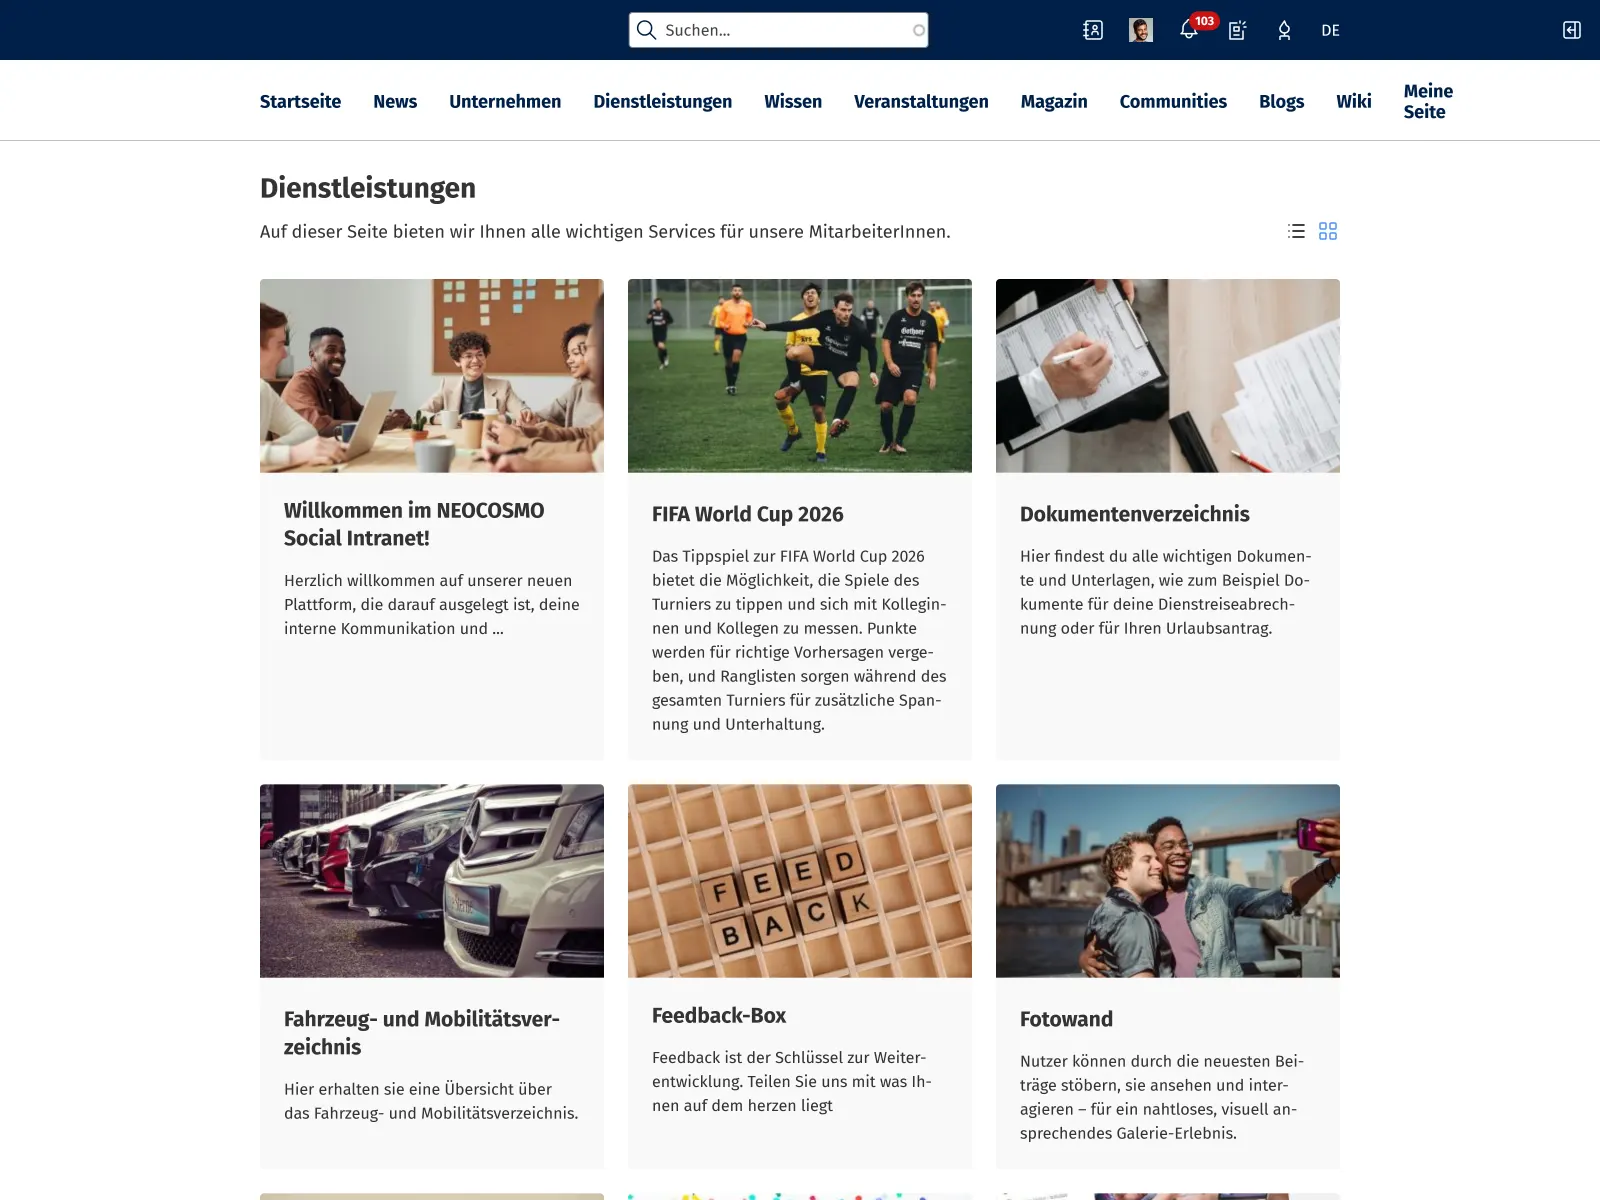 Suchen...
103
DE
Startseite
News
Unternehmen
Dienstleistungen
Wissen
Veranstaltungen
Magazin
Communities
Blogs
Wiki
Meine
Seite
Dienstleistungen
Auf dieser Seite bieten wir Ihnen alle wichtigen Services für unsere MitarbeiterInnen.
Willkommen im NEOCOSMO
Social Intranet!
Herzlich willkommen auf unserer neuen
Plattform, die darauf ausgelegt ist, deine
interne Kommunikation und ...
FIFA World Cup 2026
Das Tippspiel zur FIFA World Cup 2026
bietet die Möglichkeit, die Spiele des
Turniers zu tippen und sich mit Kollegin-
nen und Kollegen zu messen. Punkte
werden für richtige Vorhersagen verge-
ben, und Ranglisten sorgen während des
gesamten Turniers für zusätzliche Span-
nung und Unterhaltung.
Dokumentenverzeichnis
Hier findest du alle wichtigen Dokumen-
te und Unterlagen, wie zum Beispiel Do-
kumente für deine Dienstreiseabrech-
nung oder für Ihren Urlaubsantrag.
Fahrzeug- und Mobilitätsver-
zeichnis
Hier erhalten sie eine Übersicht über
das Fahrzeug- und Mobilitätsverzeichnis.
FEED
BACK
Feedback-Box
Feedback ist der Schlüssel zur Weiter-
entwicklung. Teilen Sie uns mit was Ih-
nen auf dem herzen liegt
Fotowand
Nutzer können durch die neuesten Bei-
träge stöbern, sie ansehen und inter-
agieren – für ein nahtloses, visuell an-
sprechendes Galerie-Erlebnis.